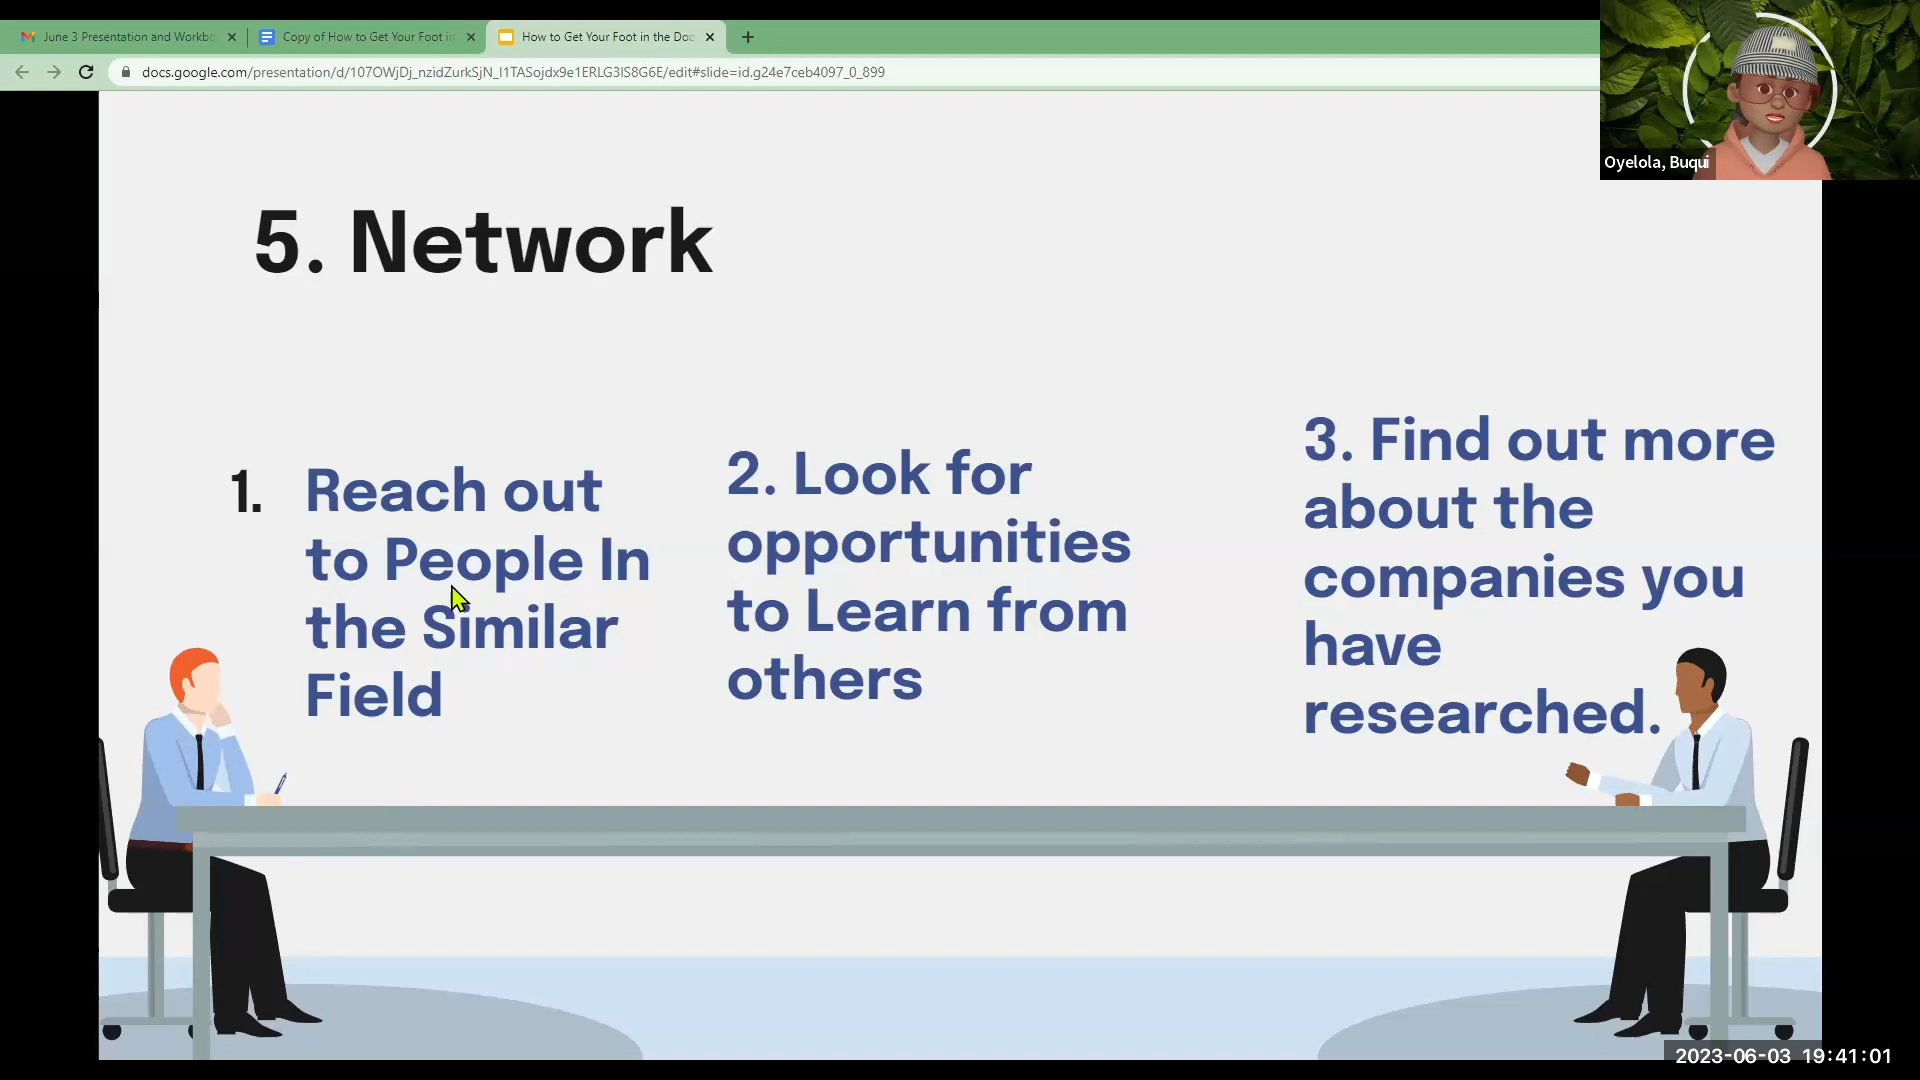 June 3 Presentation and Workbo
Copy of How to Get Your Foot in
How to Get Your Foot in the Doo
docs.google.com/presentation/d/107OWjDj_nzidZurkSjN_I1TASojdx9e1ERLG3IS8G6E/edit#slide=id.g24e7ceb4097_0_899
Oyelola, Buqui
5. Network
1. Reach out
to People In
the Similar
Field
2. Look for
opportunities
to Learn from
others
3. Find out more
about the
companies you
have
researched.
2023-06-03 19:41:01